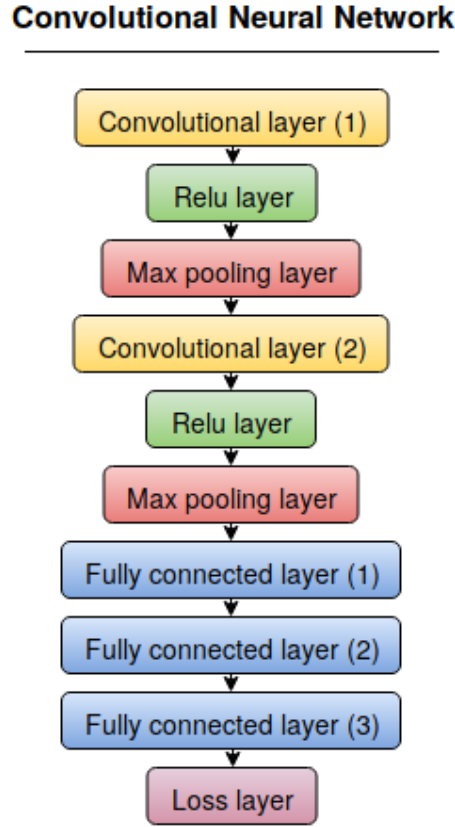 Convolutional Neural Network
Convolutional layer (1)
Relu layer
Max pooling layer
Convolutional layer (2)
Relu layer
Max pooling layer
Fully connected layer (1)
Fully connected layer (2)
Fully connected layer (3)
Loss layer